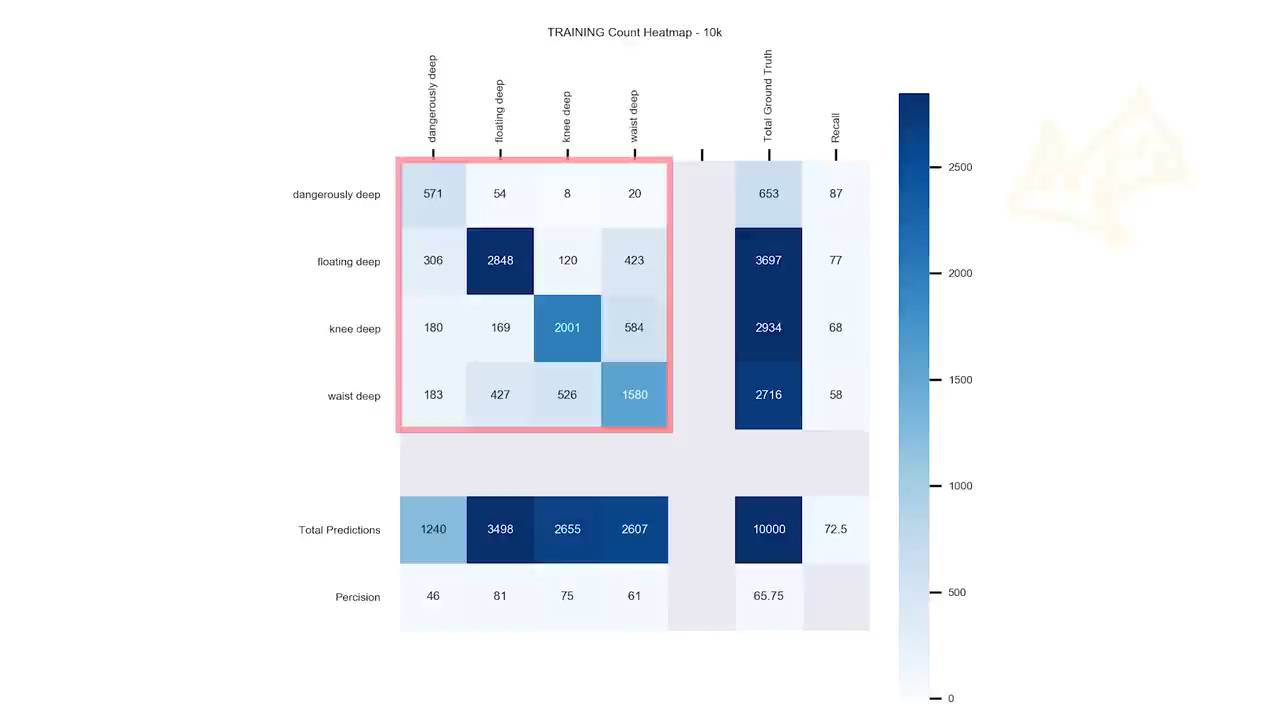 TRAINING Count Heatmap - 10k
dangerously deep floating deep knee deep waist deep Total Ground Truth Recall
dangerously deep 571 54 8 20 653 87
floating deep 306 2848 120 423 3697 77
knee deep 180 169 2001 584 2934 68
waist deep 183 427 526 1580 2716 58
Total Predictions 1240 3498 2655 2607 10000 72.5
Percision 46 81 75 61 65.75
2500
2000
1500
1000
500
0